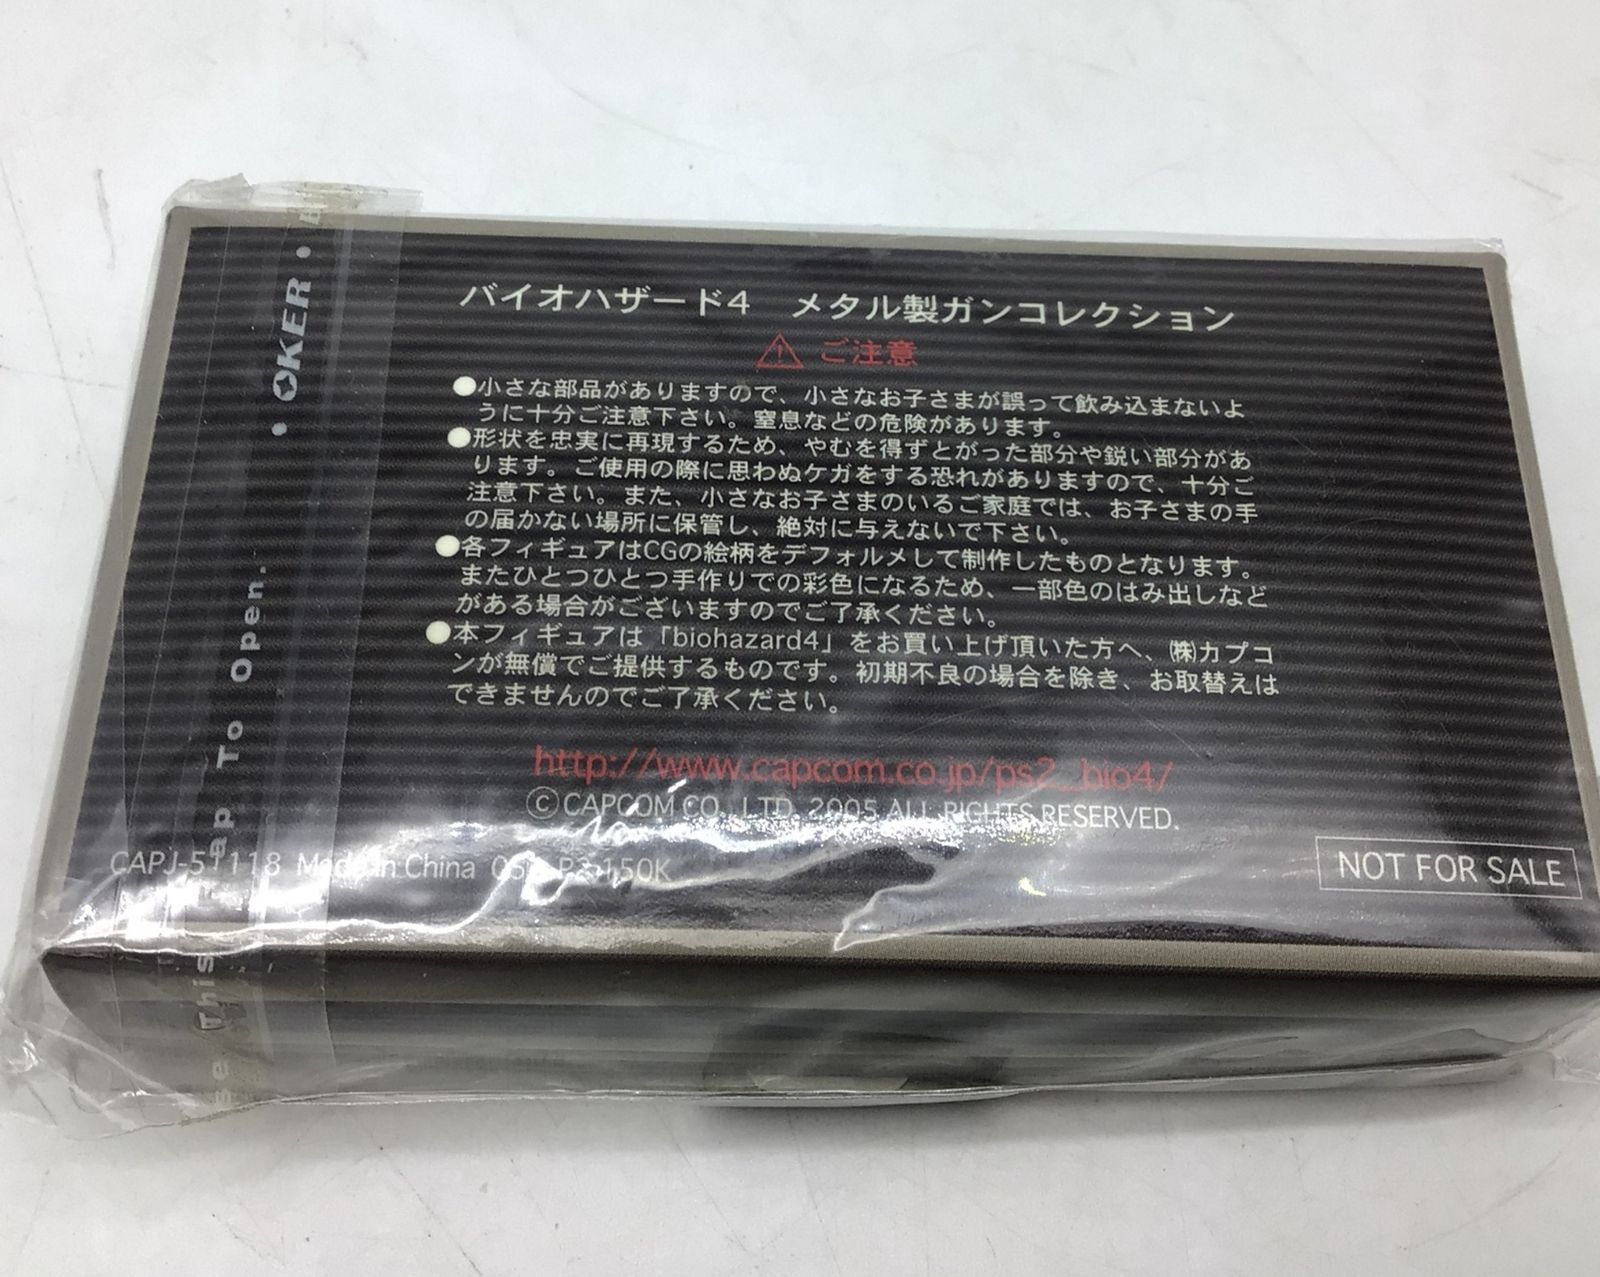 バイオハザード4　メタル製ガンコレクション
ご注意
●小さな部品がありますので、小さなお子さまが誤って飲み込まないよ
うに十分ご注意下さい。窒息などの危険があります。
●形状を忠実に再現するため、やむを得ずとがった部分や鋭い部分があ
ります。ご使用の際に思わぬケガをする恐れがありますので、十分ご
注意下さい。また、小さなお子さまのいるご家庭では、お子さまの手
の届かない場所に保管し、絶対に与えないで下さい。
●各フィギュアはCGの絵柄をデフォルメして制作したものとなります。
またひとつひとつ手作りでの彩色になるため、一部色のはみ出しなど
がある場合がございますのでご了承ください。
●本フィギュアは「biohazard4」をお買い上げ頂いた方へ、㈱カプコ
ンが無償でご提供するものです。初期不良の場合を除き、お取替えは
できませんのでご了承ください。
http://www.capcom.co.jp/ps2_bio4/
©CAPCOM CO., LTD. 2005 ALL RIGHTS RESERVED.
CAPJ-51118 Made in China
NOT FOR SALE
This ap To Open.
• OKER •